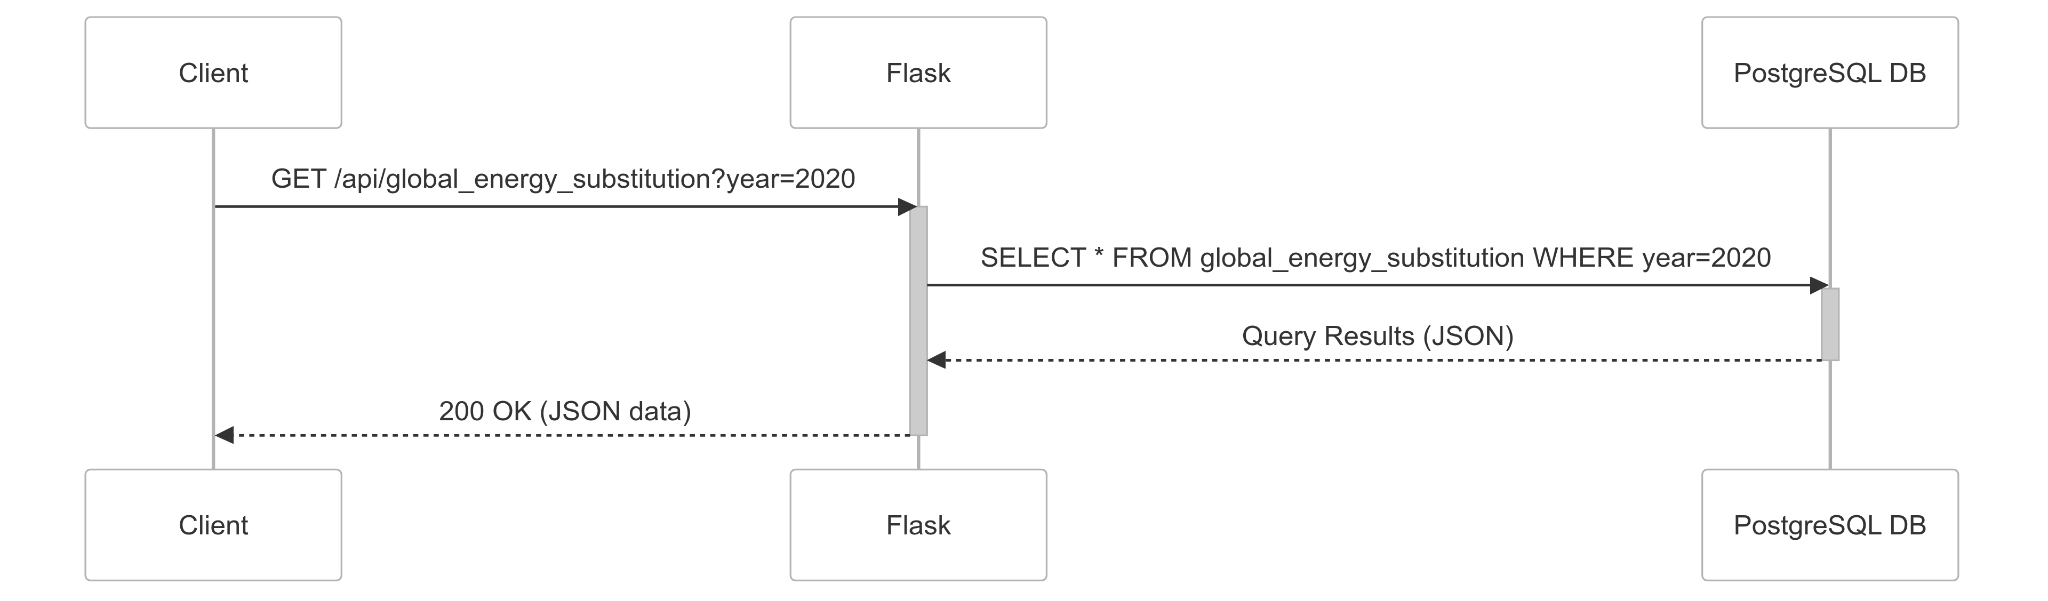 Client
Flask
PostgreSQL DB
GET /api/global_energy_substitution?year=2020
SELECT * FROM global_energy_substitution WHERE year=2020
Query Results (JSON)
200 OK (JSON data)
Client
Flask
PostgreSQL DB